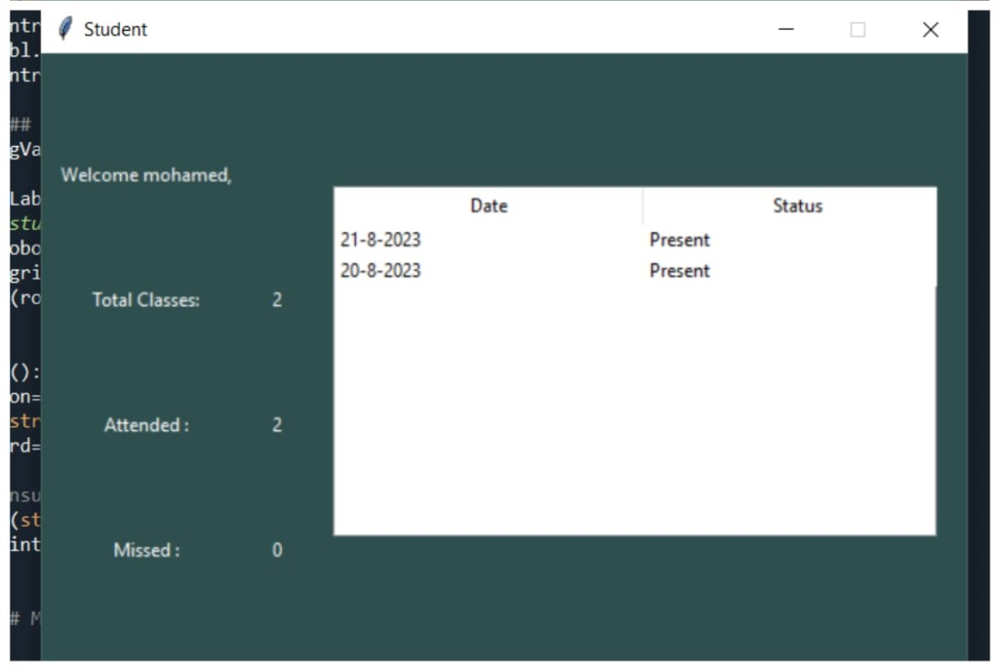 Student
ntr
bl.
ntr
##
gVa
Lab
stu
obo
gri
(ro
():
on=
str
rd=
nsu
(st
int
# M
Welcome mohamed,
Total Classes: 2
Attended : 2
Missed : 0
Date Status
21-8-2023 Present
20-8-2023 Present